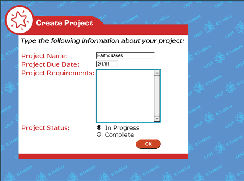 Create Project
Type the following information about your project:
Project Name: Earthquakes
Project Due Date:
Project Requirements:
Project Status: In Progress
Complete
OK